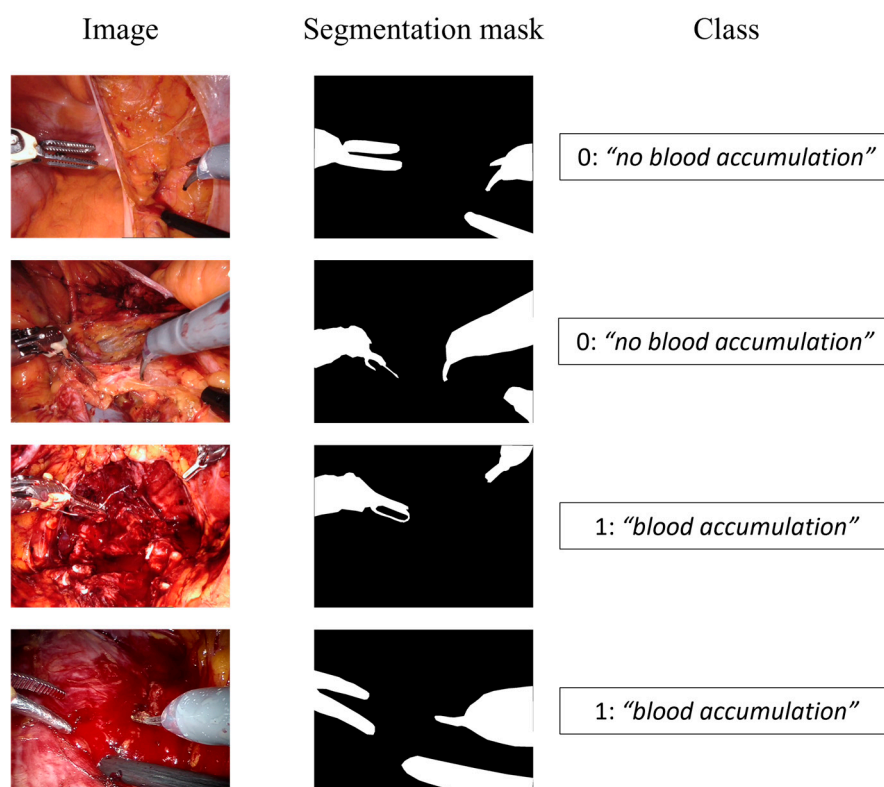 Image Segmentation mask Class
0: “no blood accumulation”
0: “no blood accumulation”
1: “blood accumulation”
1: “blood accumulation”